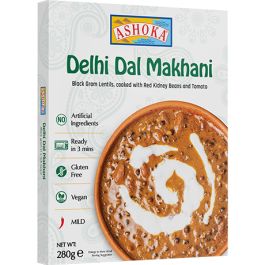 ASHOKA
Delhi Dal Makhani
Black Gram Lentils, cooked with Red Kidney Beans and Tomato
NO
Artificial
Ingredients
Ready
in 3 mins
Gluten
Free
Vegan
MILD
NET WT:
280g
ASHOKA
Delhi Dal Makhani